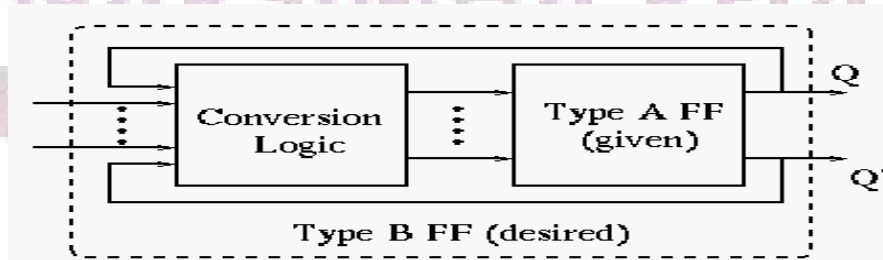 Conversion
Logic
Type A FF
(given)
Q
Q'
Type B FF (desired)